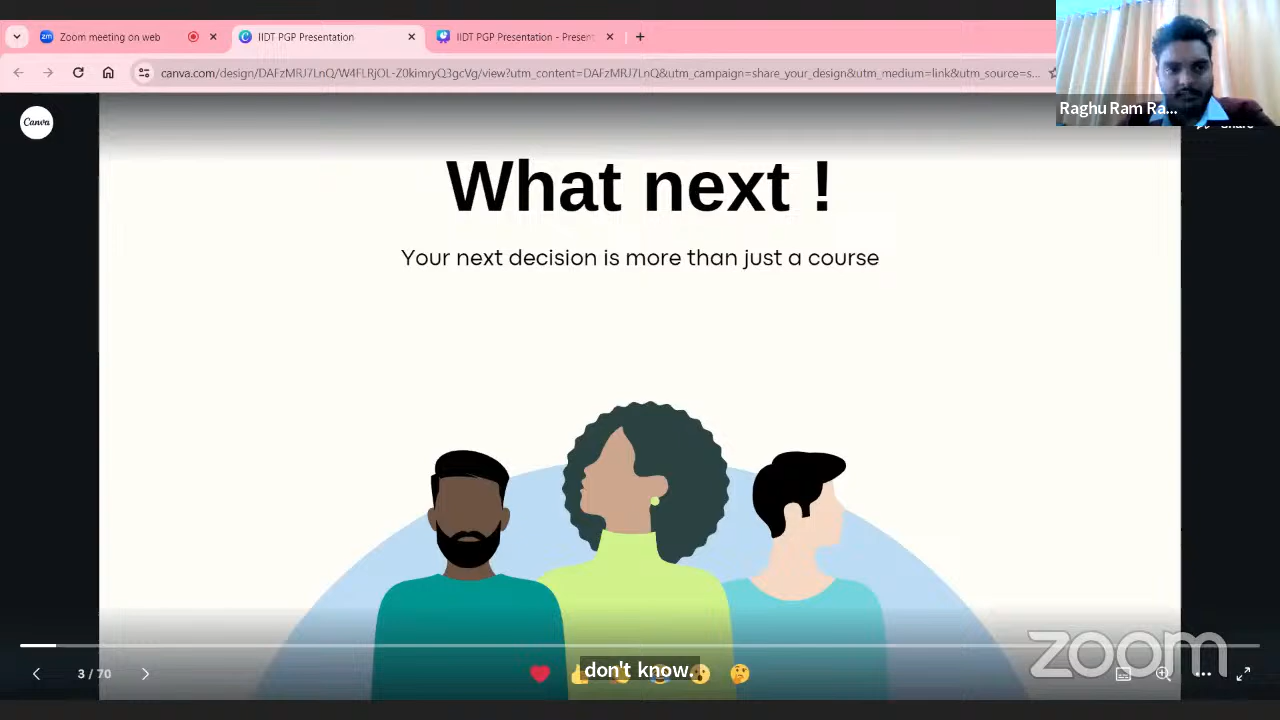 Zoom meeting on web
IIDT PGP Presentation
IIDT PGP Presentation - Present
canva.com/design/DAFzMRJ7LnQ/W4FLRjOL-Z0kimryQ3gcVg/view?utm_content=DAFzMRJ7LnQ&utm_campaign=share_your_design&utm_medium=link&utm_source=s...
Raghu Ram Ra...
Canva
Share
What next !
Your next decision is more than just a course
zoom
3 / 70
don't know.